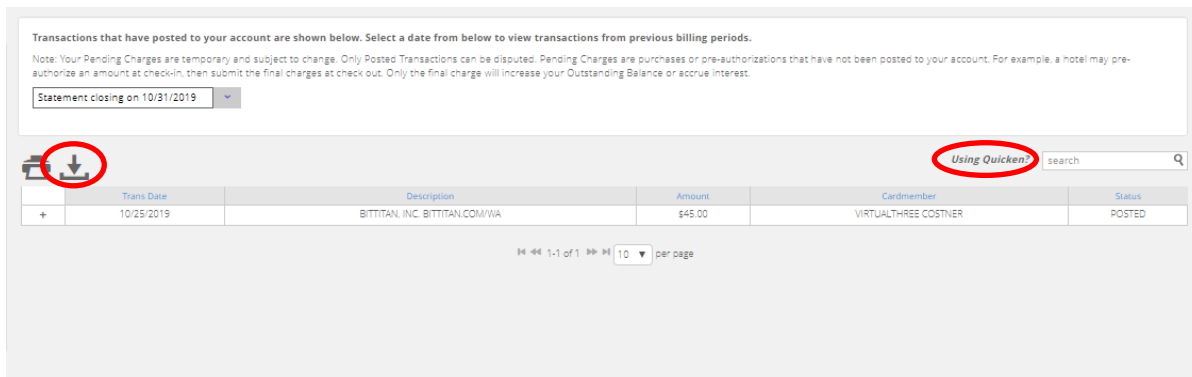 Transactions that have posted to your account are shown below. Select a date from below to view transactions from previous billing periods.
Note: Your Pending Charges are temporary and subject to change. Only Posted Transactions can be disputed. Pending Charges are purchases or pre-authorizations that have not been posted to your account. For example, a hotel may pre-
authorize an amount at check-in, then submit the final charges at check out. Only the final charge will increase your Outstanding Balance or accrue interest.
Statement closing on 10/31/2019
Using Quicken? search
Trans Date Description Amount Cardmember Status
+ 10/25/2019 BITTITAN, INC. BITTITAN.COM/WA $45.00 VIRTUALTHREE COSTNER POSTED
1-1 of 1 10 per page